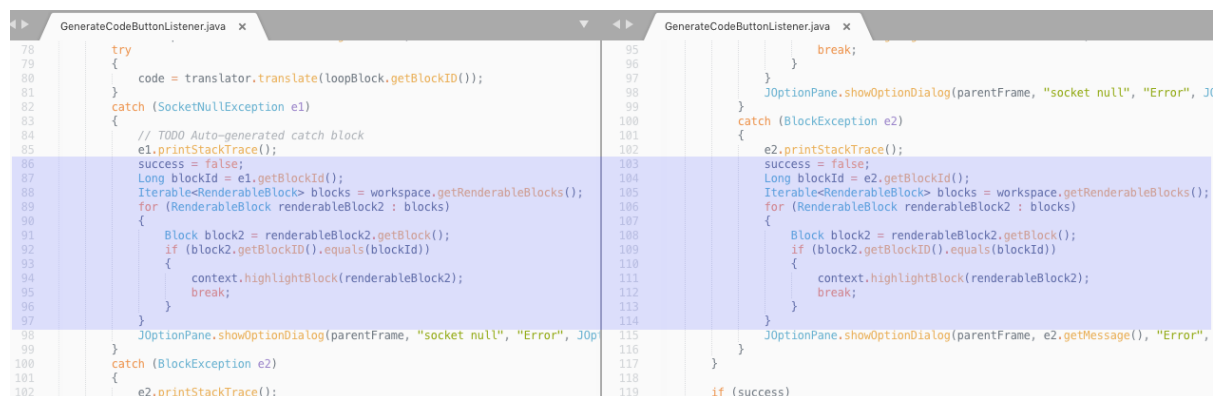 GenerateCodeButtonListener.java ×
78 try
79 {
80 code = translator.translate(loopBlock.getBlockID());
81 }
82 catch (SocketNullException e1)
83 {
84 // TODO Auto-generated catch block
85 e1.printStackTrace();
86 success = false;
87 Long blockId = e1.getBlockId();
88 Iterable<RenderableBlock> blocks = workspace.getRenderableBlocks();
89 for (RenderableBlock renderableBlock2 : blocks)
90 {
91 Block block2 = renderableBlock2.getBlock();
92 if (block2.getBlockID().equals(blockId))
93 {
94 context.highlightBlock(renderableBlock2);
95 break;
96 }
97 }
98 JOptionPane.showOptionDialog(parentFrame, "socket null", "Error", JOpt
99 }
100 catch (BlockException e2)
101 {
102 e2.printStackTrace();
GenerateCodeButtonListener.java ×
95 break;
96 }
97 }
98 JOptionPane.showOptionDialog(parentFrame, "socket null", "Error", JO
99 }
100 catch (BlockException e2)
101 {
102 e2.printStackTrace();
103 success = false;
104 Long blockId = e2.getBlockId();
105 Iterable<RenderableBlock> blocks = workspace.getRenderableBlocks();
106 for (RenderableBlock renderableBlock2 : blocks)
107 {
108 Block block2 = renderableBlock2.getBlock();
109 if (block2.getBlockID().equals(blockId))
110 {
111 context.highlightBlock(renderableBlock2);
112 break;
113 }
114 }
115 JOptionPane.showOptionDialog(parentFrame, e2.getMessage(), "Error",
116 }
117 }
118
119 if (success)